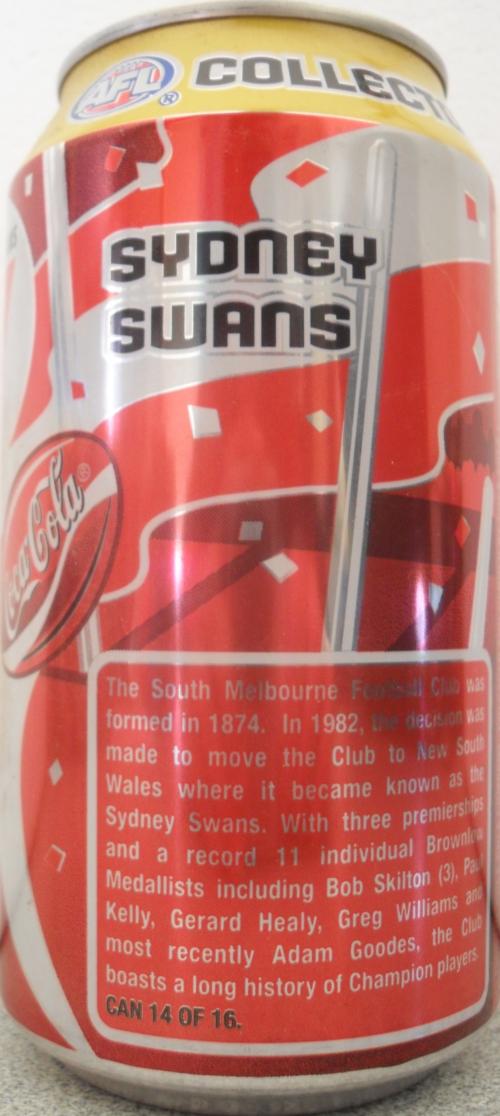 AFL® COLLECT
SYDNEY
SWANS
Coca-Cola®
The South Melbourne Football Club was
formed in 1874. In 1982, the decision was
made to move the Club to New South
Wales where it became known as the
Sydney Swans. With three premierships
and a record 11 individual Brownlow
Medallists including Bob Skilton (3), Paul
Kelly, Gerard Healy, Greg Williams and
most recently Adam Goodes, the Club
boasts a long history of Champion players.
CAN 14 OF 16.